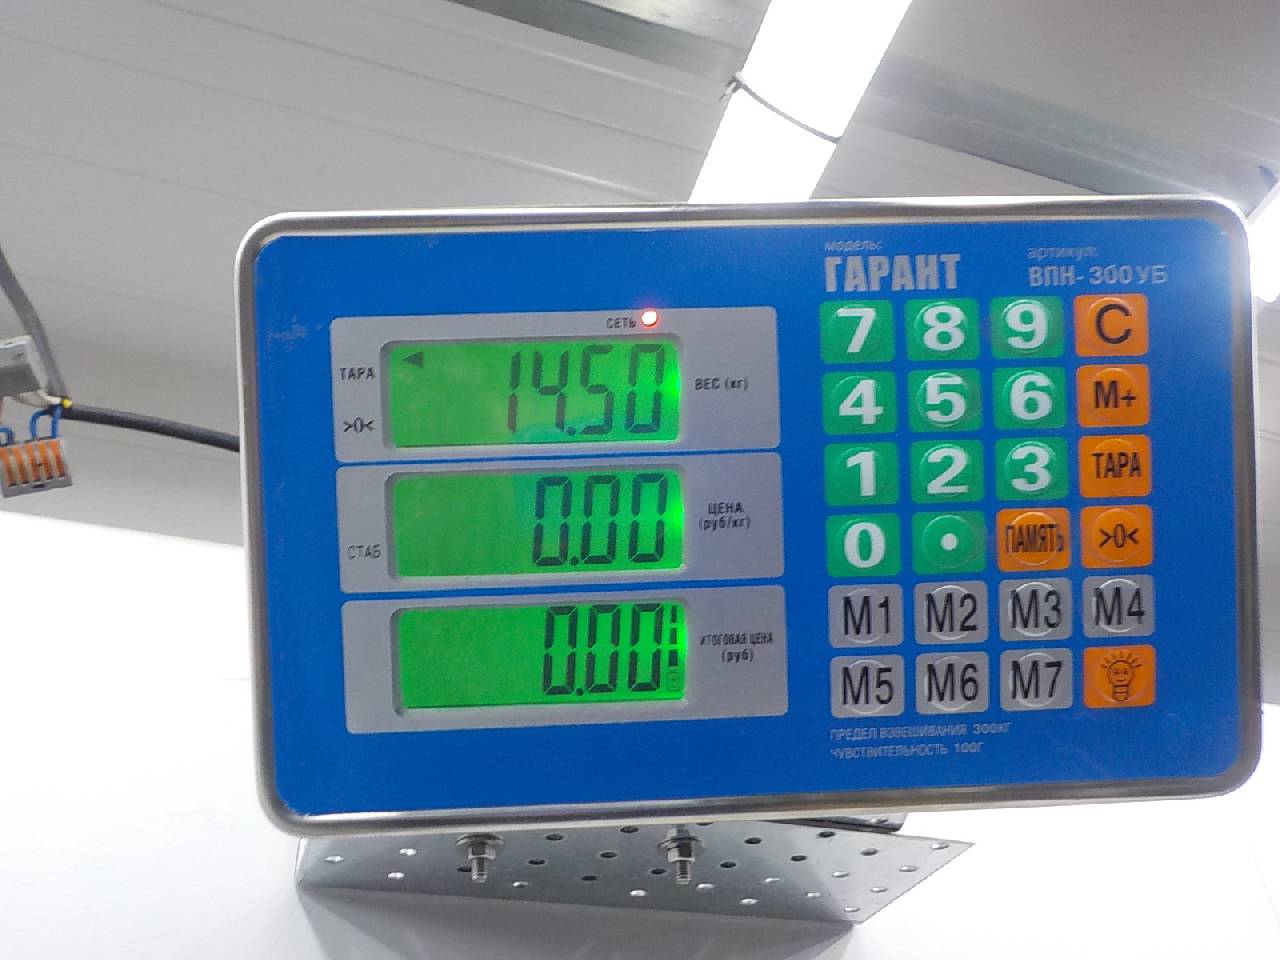 модель:
ГАРАНТ
артикул:
ВПН-300УБ
СЕТЬ
ТАРА
>0<
14.50
ВЕС (кг)
СТАБ
0.00
ЦЕНА
(руб/кг)
0.00
ИТОГОВАЯ ЦЕНА
(руб)
7 8 9 C
4 5 6 M+
1 2 3 ТАРА
0 • ПАМЯТЬ >0<
M1 M2 M3 M4
M5 M6 M7
ПРЕДЕЛ ВЗВЕШИВАНИЯ 300КГ
ЧУВСТВИТЕЛЬНОСТЬ 100Г